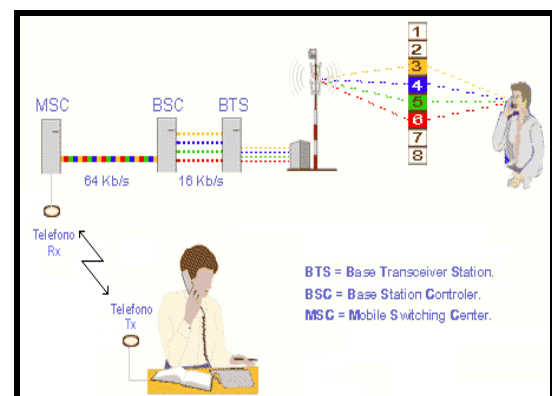 1
2
3
4
5
6
7
8
MSC
BSC
BTS
64 Kb/s
16 Kb/s
Telefono
Rx
Telefono
Tx
BTS = Base Transceiver Station.
BSC = Base Station Controler.
MSC = Mobile Switching Center.